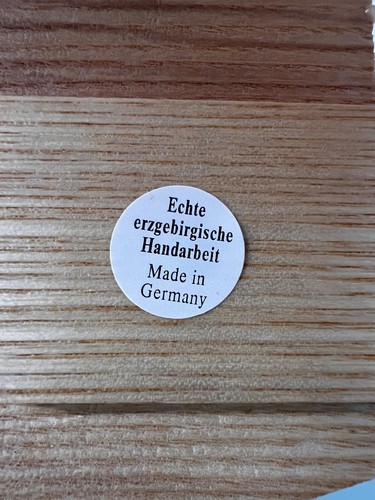 Echte
erzgebirgische
Handarbeit
Made in
Germany